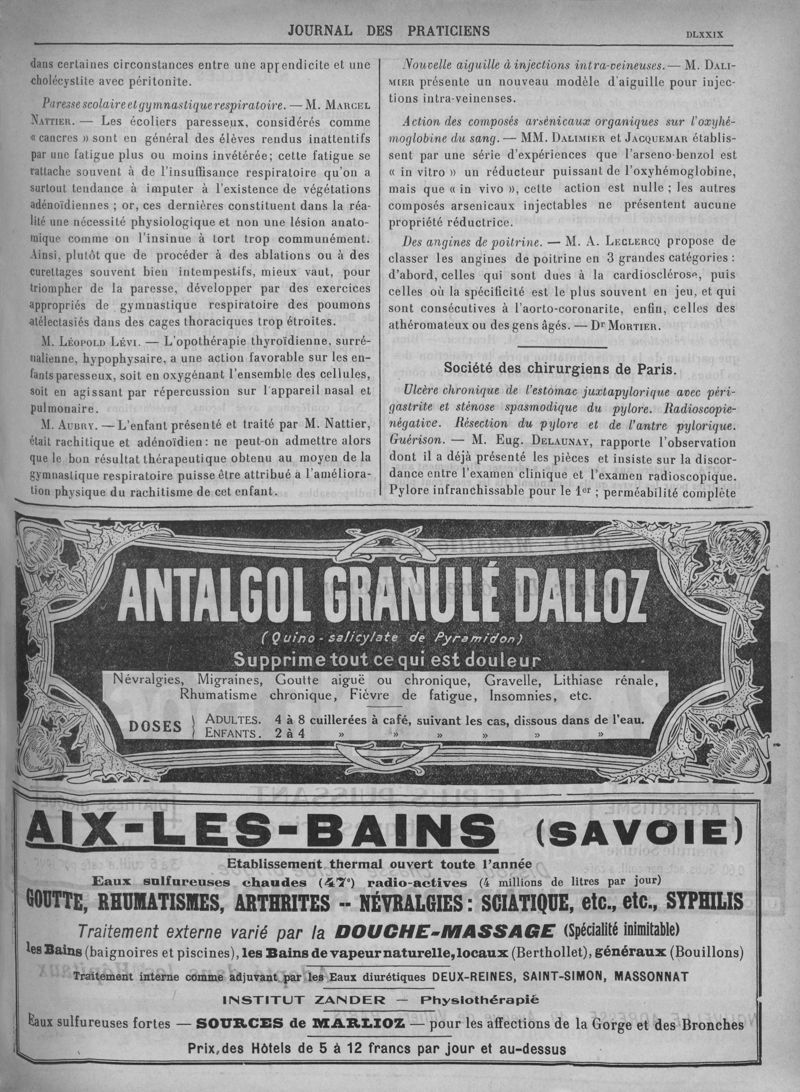 JOURNAL DES PRATICIENS
DLXXIX
dans certaines circonstances entre une appendicite et une
cholécystite avec péritonite.
Paresse scolaire et gymnastique respiratoire. — M. MARCEL
NATTIER. — Les écoliers paresseux, considérés comme
« cancres » sont en général des élèves rendus inattentifs
par une fatigue plus ou moins invétérée; cette fatigue se
rattache souvent à de l'insuffisance respiratoire qu'on a
surtout tendance à imputer à l'existence de végétations
adénoïdiennes ; or, ces dernières constituent dans la réa-
lité une nécessité physiologique et non une lésion anato-
mique comme on l'insinue à tort trop communément.
Ainsi, plutôt que de procéder à des ablations ou à des
curettages souvent bien intempestifs, mieux vaut, pour
triompher de la paresse, développer par des exercices
appropriés de gymnastique respiratoire des poumons
atélectasiés dans des cages thoraciques trop étroites.
M. LÉOPOLD LÉVI. — L'opothérapie thyroïdienne, surré-
nalienne, hypophysaire, a une action favorable sur les en-
fants paresseux, soit en oxygénant l'ensemble des cellules,
soit en agissant par répercussion sur l'appareil nasal et
pulmonaire.
M. AUBRY. — L'enfant présenté et traité par M. Nattier,
était rachitique et adénoïdien : ne peut-on admettre alors
que le bon résultat thérapeutique obtenu au moyen de la
gymnastique respiratoire puisse être attribué à l'améliora-
tion physique du rachitisme de cet enfant.
Nouvelle aiguille à injections intra-veineuses. — M. DALI-
MIER présente un nouveau modèle d'aiguille pour injec-
tions intra-veinenses.
Action des composés arsénicaux organiques sur l'oxyhé-
moglobine du sang. — MM. DALIMIER et JACQUEMAR établis-
sent par une série d'expériences que l'arseno-benzol est
« in vitro » un réducteur puissant de l'oxyhémoglobine,
mais que « in vivo », cette action est nulle ; les autres
composés arsenicaux injectables ne présentent aucune
propriété réductrice.
Des angines de poitrine. — M. A. LECLERCQ propose de
classer les angines de poitrine en 3 grandes catégories :
d'abord, celles qui sont dues à la cardiosclérose, puis
celles où la spécificité est le plus souvent en jeu, et qui
sont consécutives à l'aorto-coronarite, enfin, celles des
athéromateux ou des gens âgés. — Dr MORTIER.
Société des chirurgiens de Paris.
Ulcère chronique de l'estomac juxtapylorique avec péri-
gastrite et sténose spasmodique du pylore. Radioscopie-
négative. Résection du pylore et de l'antre pylorique.
Guérison. — M. Eug. DELAUNAY, rapporte l'observation
dont il a déjà présenté les pièces et insiste sur la discor-
dance entre l'examen clinique et l'examen radioscopique.
Pylore infranchissable pour le 1er ; perméabilité complète
ANTALGOL GRANULÉ DALLOZ
(Quino-salicylate de Pyramidon)
Supprime tout ce qui est douleur
Névralgies, Migraines, Goutte aiguë ou chronique, Gravelle, Lithiase rénale,
Rhumatisme chronique, Fièvre de fatigue, Insomnies, etc.
DOSES
ADULTES. 4 à 8 cuillerées à café, suivant les cas, dissous dans de l'eau.
ENFANTS. 2 à 4 » » » » » »
AIX-LES-BAINS (SAVOIE)
Etablissement thermal ouvert toute l'année
Eaux sulfureuses chaudes (47°) radio-actives (4 millions de litres par jour)
GOUTTE, RHUMATISMES, ARTHRITES -- NÉVRALGIES : SCIATIQUE, etc., etc., SYPHILIS
Traitement externe varié par la DOUCHE-MASSAGE (Spécialité inimitable)
les Bains (baignoires et piscines), les Bains de vapeur naturelle, locaux (Berthollet), généraux (Bouillons)
Traitement interne comme adjuvant par les Eaux diurétiques DEUX-REINES, SAINT-SIMON, MASSONNAT
INSTITUT ZANDER — Physiothérapié
Eaux sulfureuses fortes — SOURCES de MARLIOZ — pour les affections de la Gorge et des Bronches
Prix des Hôtels de 5 à 12 francs par jour et au-dessus